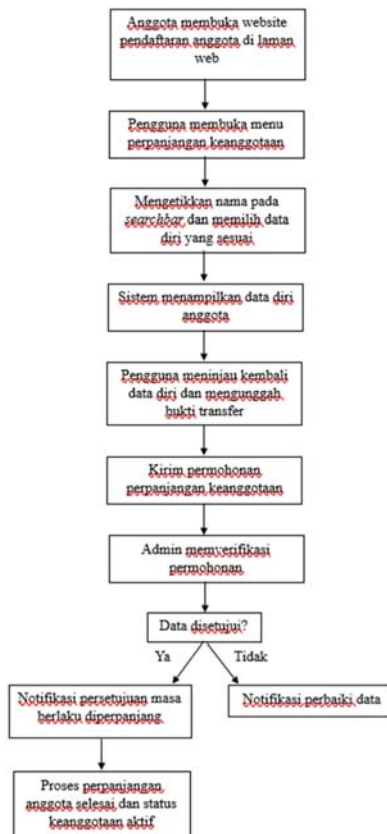 Anggota membuka website
pendaftaran anggota di laman
web
Pengguna membuka menu
perpanjangan keanggotaan
Mengetikkan nama pada
searchbar dan memilih data
diri yang sesuai
Sistem menampilkan data diri
anggota
Pengguna meninjau kembali
data diri dan mengunggah
bukti transfer
Kirim permohonan
perpanjangan keanggotaan
Admin memverifikasi
permohonan
Data disetujui?
Ya
Tidak
Notifikasi persetujuan masa
berlaku diperpanjang
Notifikasi perbaiki data
Proses perpanjangan
anggota selesai dan status
keanggotaan aktif